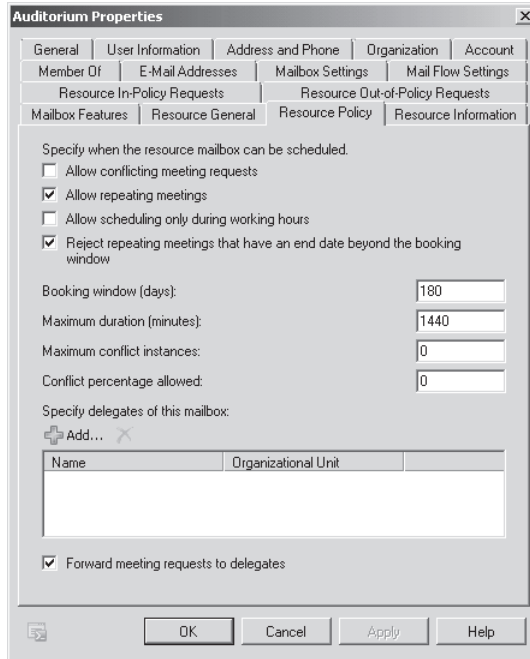 Auditorium Properties
General User Information Address and Phone Organization Account
Member Of E-Mail Addresses Mailbox Settings Mail Flow Settings
Resource In-Policy Requests Resource Out-of-Policy Requests
Mailbox Features Resource General Resource Policy Resource Information
Specify when the resource mailbox can be scheduled.
Allow conflicting meeting requests
Allow repeating meetings
Allow scheduling only during working hours
Reject repeating meetings that have an end date beyond the booking
window
Booking window (days): 180
Maximum duration (minutes): 1440
Maximum conflict instances: 0
Conflict percentage allowed: 0
Specify delegates of this mailbox:
Add...
Name Organizational Unit
Forward meeting requests to delegates
OK Cancel Apply Help